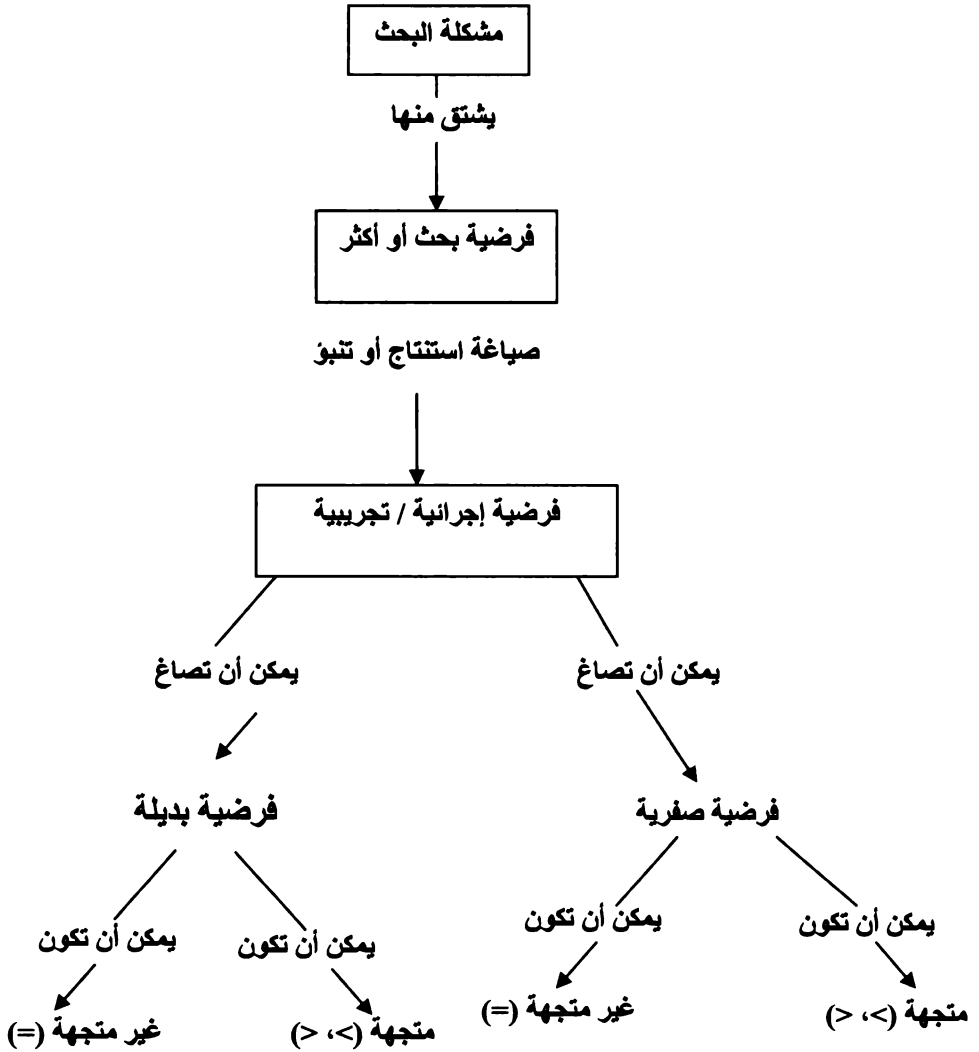 مشكلة البحث
يشتق منها
فرضية بحث أو أكثر
صياغة استنتاج أو تنبؤ
فرضية إجرائية / تجريبية
يمكن أن تصاغ
يمكن أن تصاغ
فرضية صفرية
فرضية بديلة
يمكن أن تكون
يمكن أن تكون
يمكن أن تكون
يمكن أن تكون
متجهة (>، <)
غير متجهة (=)
متجهة (>، <)
غير متجهة (=)